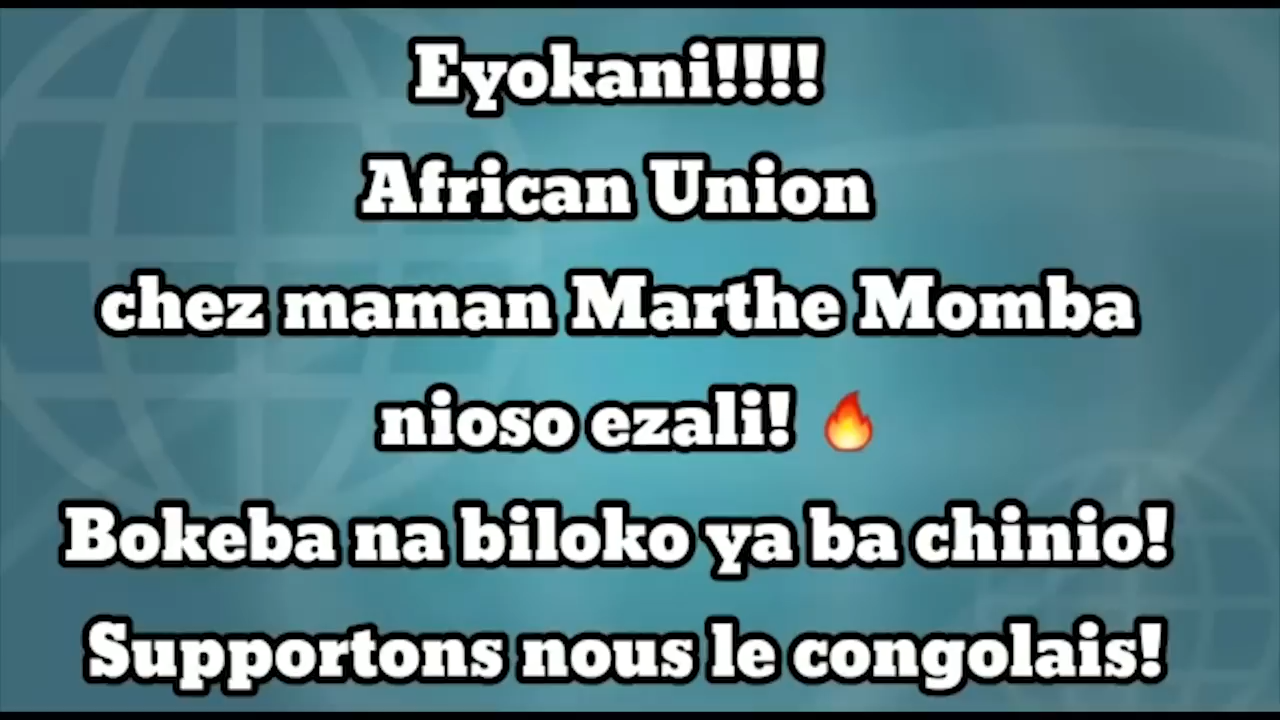 Eyokani!!!!
African Union
chez maman Marthe Momba
nioso ezali! 🔥
Bokeba na biloko ya ba chinio!
Supportons nous le congolais!